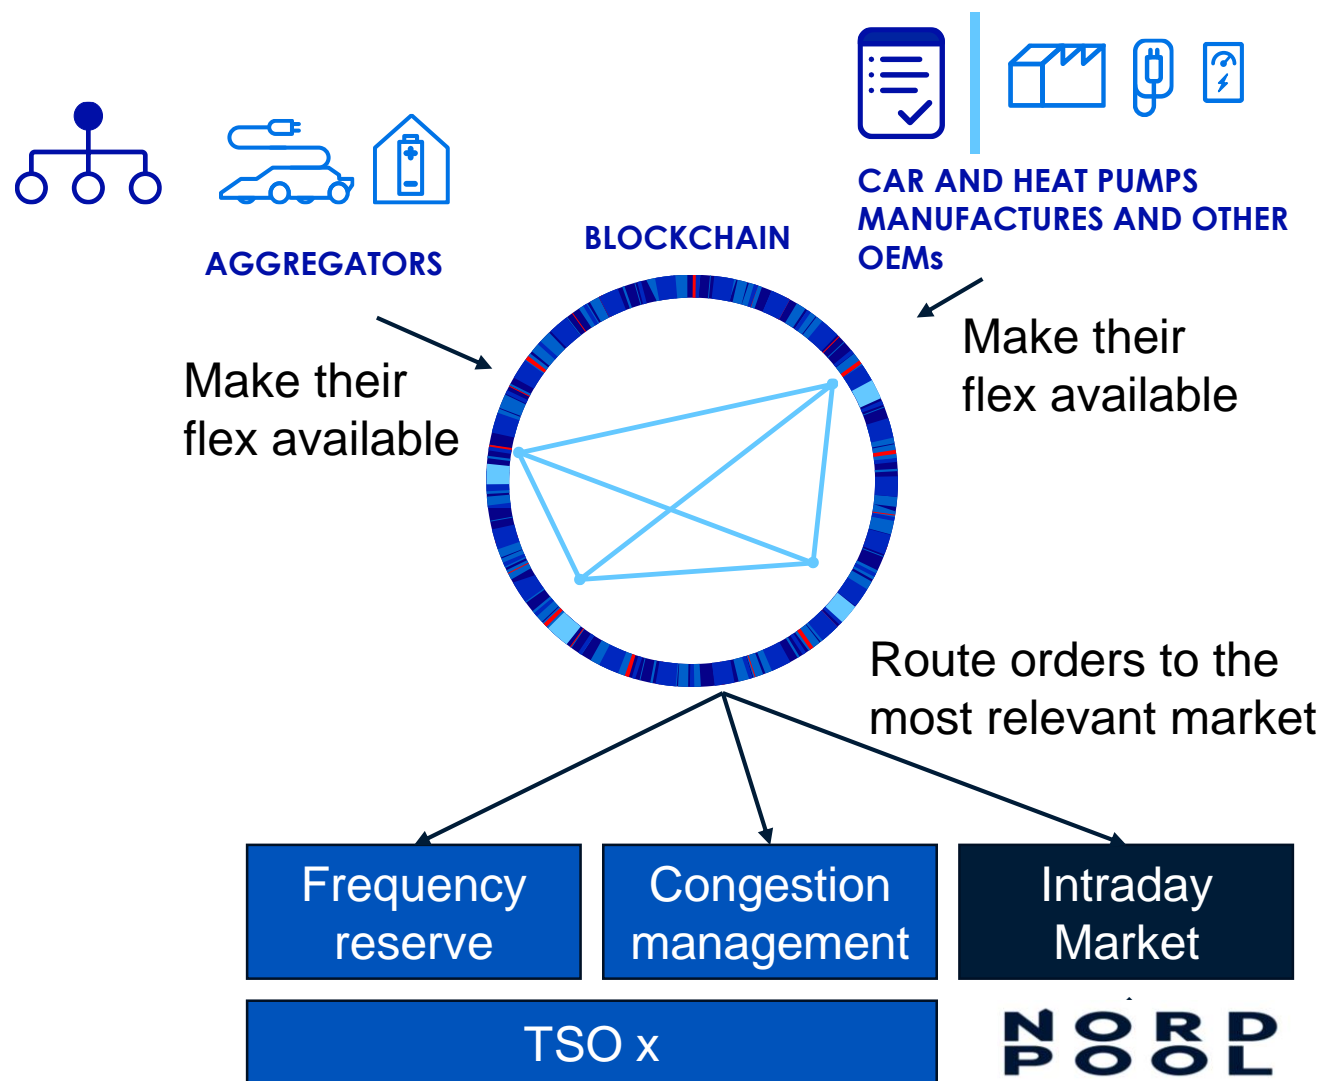 CAR AND HEAT PUMPS
MANUFACTURES AND OTHER
OEMs
BLOCKCHAIN
AGGREGATORS
Make their
flex available
Make their
flex available
Route orders to the
most relevant market
Frequency
reserve
Congestion
management
Intraday
Market
TSO x
NORD
POOL